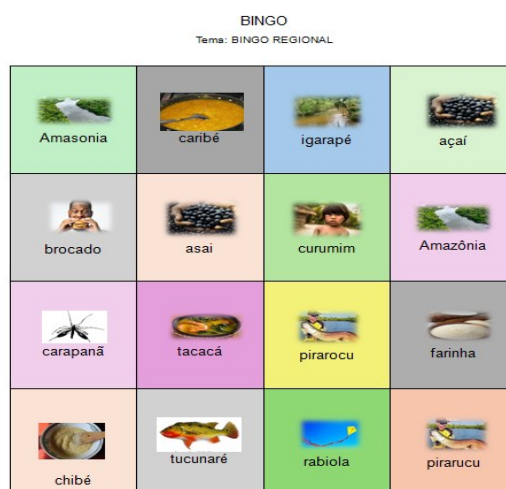 BINGO
Tema: BINGO REGIONAL
Amasonia
caribé
igarapé
açaí
brocado
asai
curumim
Amazônia
carapanã
tacacá
pirarocu
farinha
chibé
tucunaré
rabiola
pirarucu